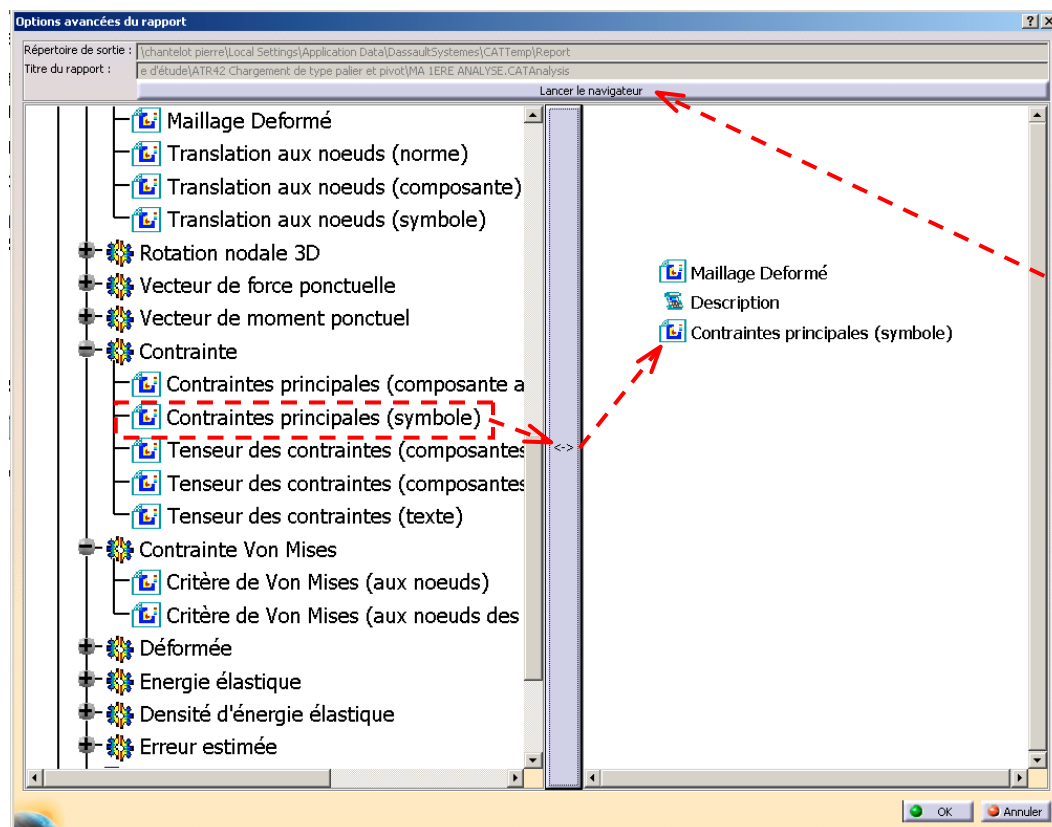 Options avancées du rapport
Répertoire de sortie : \chantelot pierre\Local Settings\Application Data\DassaultSystemes\CATTemp\Report
Titre du rapport : e d'étude\ATR42 Chargement de type palier et pivot\MA 1ERE ANALYSE.CATAnalysis
Lancer le navigateur
Maillage Deformé
Translation aux noeuds (norme)
Translation aux noeuds (composante)
Translation aux noeuds (symbole)
Rotation nodale 3D
Vecteur de force ponctuelle
Vecteur de moment ponctuel
Contrainte
Contraintes principales (composante a
Contraintes principales (symbole)
Tenseur des contraintes (composantes
Tenseur des contraintes (composantes
Tenseur des contraintes (texte)
Contrainte Von Mises
Critère de Von Mises (aux noeuds)
Critère de Von Mises (aux noeuds des
Déformée
Energie élastique
Densité d'énergie élastique
Erreur estimée
<->
Maillage Deformé
Description
Contraintes principales (symbole)
OK
Annuler